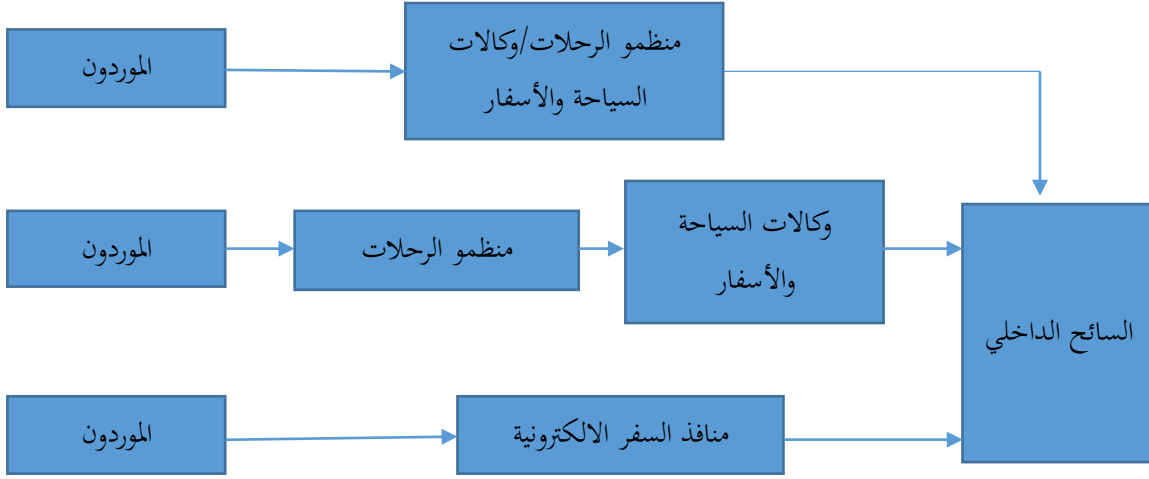 الموردون
منظمو الرحلات/وكالات
السياحة والأسفار
الموردون
منظمو الرحلات
وكالات السياحة
والأسفار
السائح الداخلي
الموردون
منافذ السفر الالكترونية